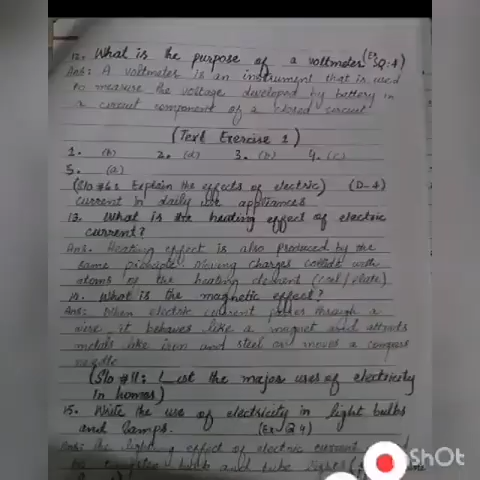 12. What is the purpose of a voltmeter (Ex SQ:4)
Ans: A voltmeter is an instrument that is used
to measure the voltage developed by battery in
a circuit component of a closed circuit
(Text Exercise 1)
1. (b) 2. (d) 3. (b) 4. (c)
5. (a)
(Slo #6: Explain the effects of electric) (D-4)
current in daily use appliances
13. What is the heating effect of electric
current?
Ans. Heating effect is also produced by the
same principle. Moving charges collide with
atoms of the heating element (coil/plate)
14. What is the magnetic effect?
Ans: When electric current passes through a
wire, it behaves like a magnet and attracts
metals like iron and steel or moves a compass
needle
(Slo #11: List the major uses of electricity
in homes)
15. Write the use of electricity in light bulbs
and lamps. (Ex Q4)
Ans: the lighting effect of electric current
bulb and tube lights
shOt